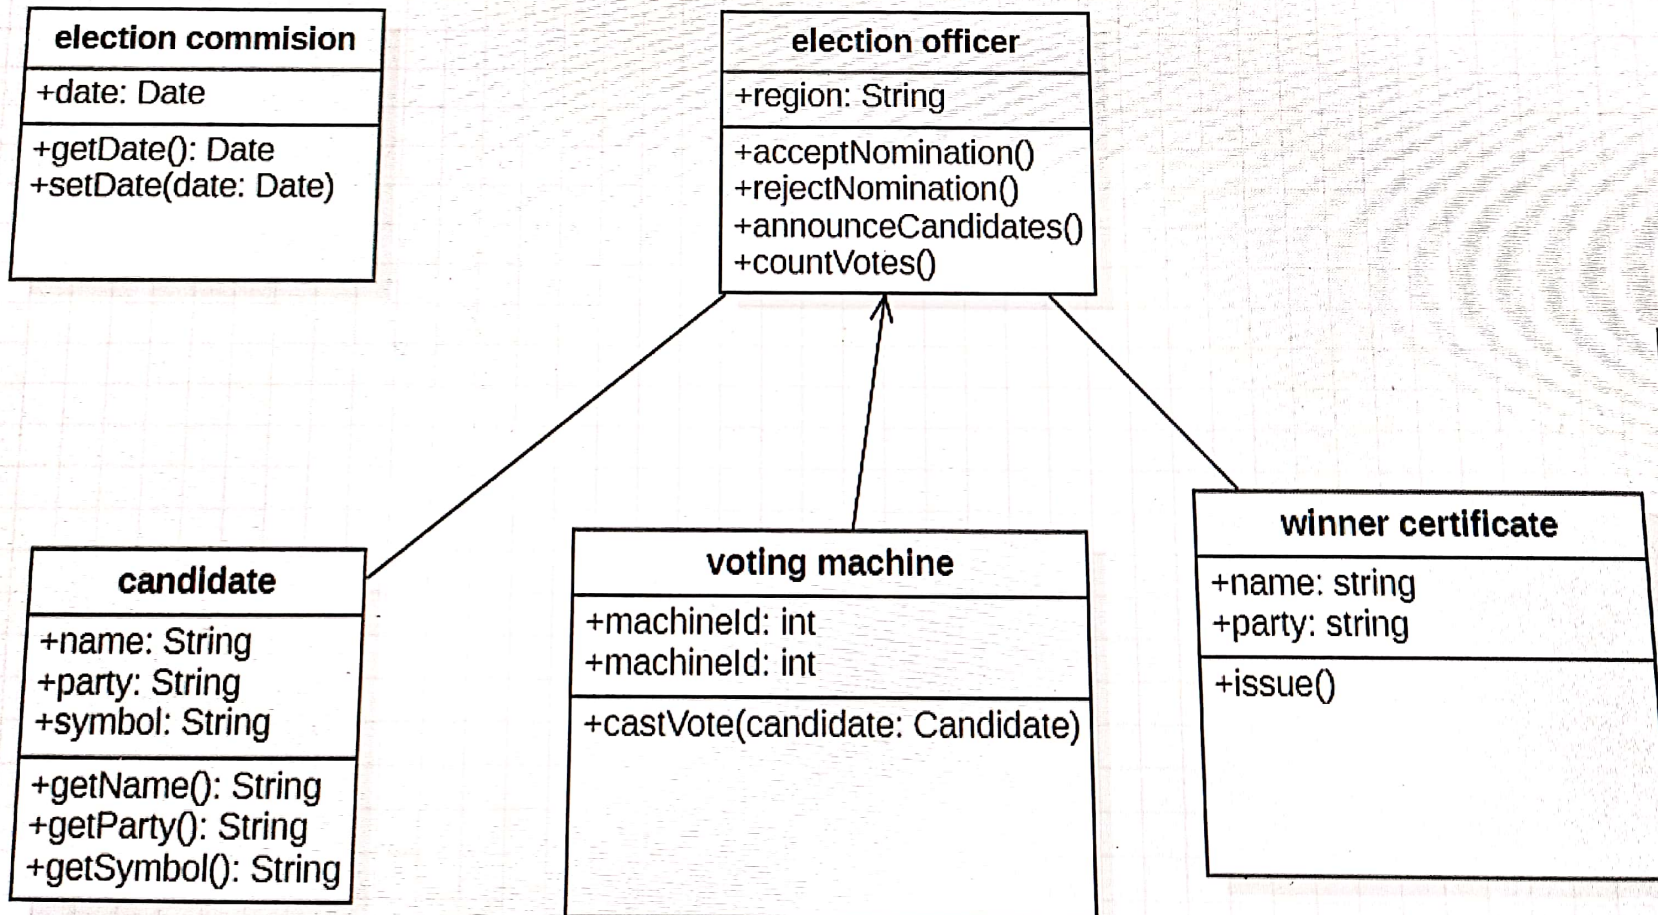 election commision
+date: Date
+getDate(): Date
+setDate(date: Date)
election officer
+region: String
+acceptNomination()
+rejectNomination()
+announceCandidates()
+countVotes()
candidate
+name: String
+party: String
+symbol: String
+getName(): String
+getParty(): String
+getSymbol(): String
voting machine
+machineId: int
+machineId: int
+castVote(candidate: Candidate)
winner certificate
+name: string
+party: string
+issue()